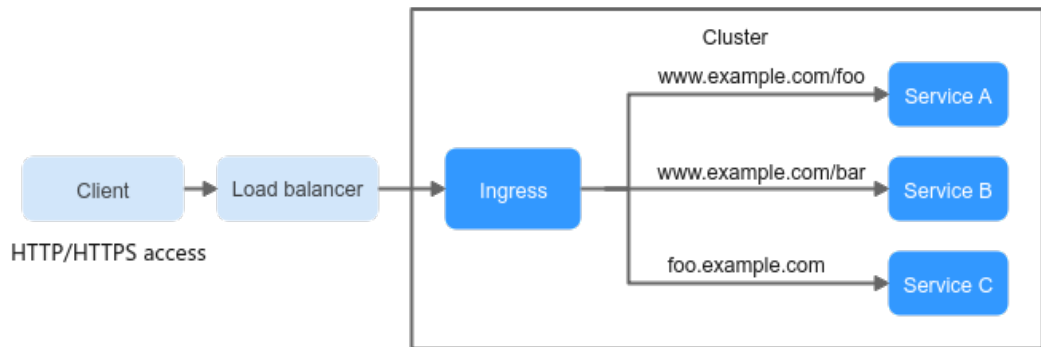 Cluster
www.example.com/foo
Service A
Client
Load balancer
Ingress
www.example.com/bar
Service B
HTTP/HTTPS access
foo.example.com
Service C